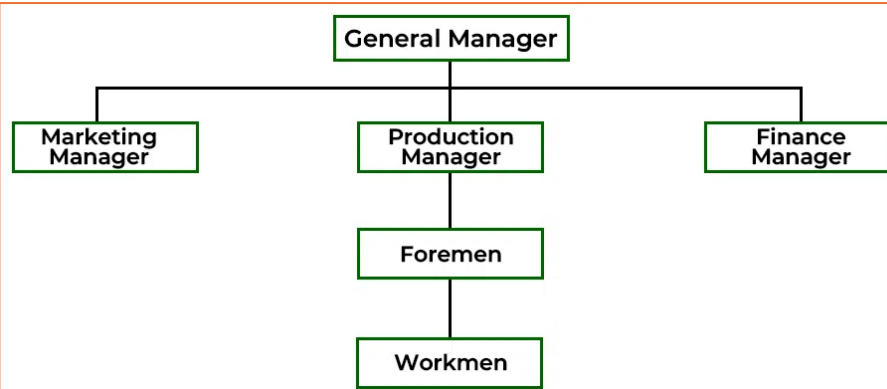 General Manager
Marketing
Manager
Production
Manager
Finance
Manager
Foremen
Workmen